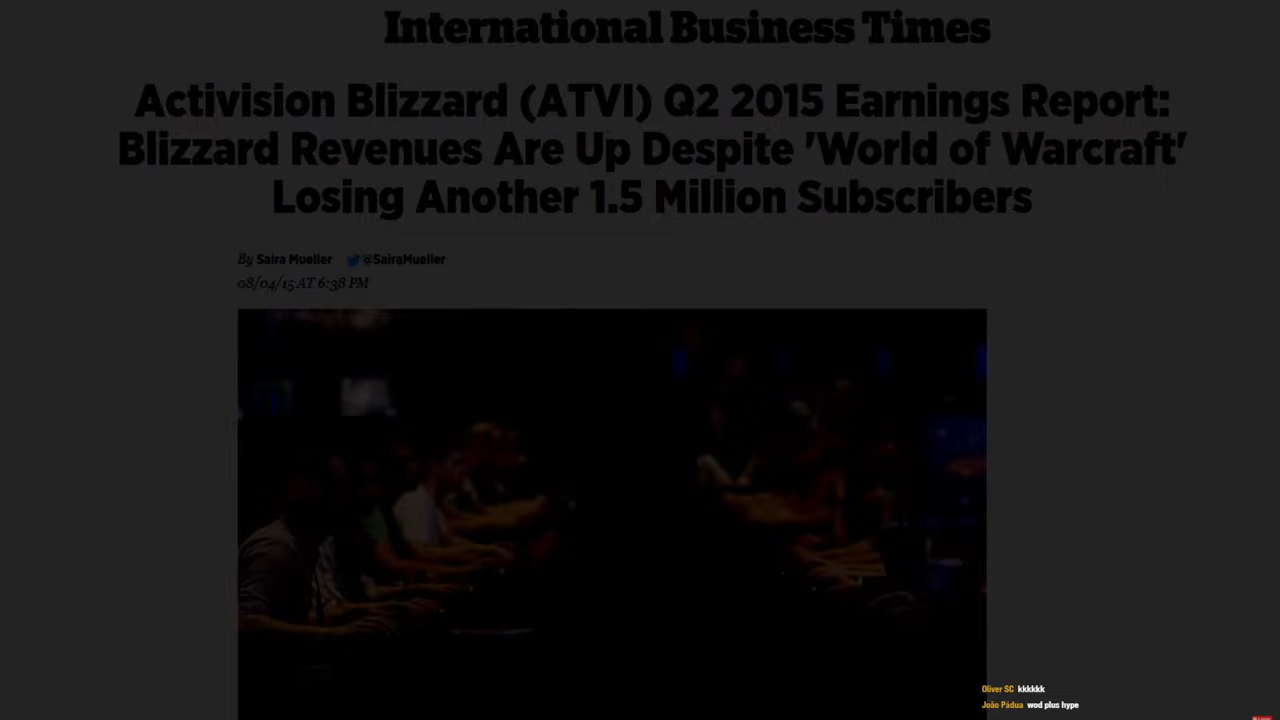 International Business Times
Activision Blizzard (ATVI) Q2 2015 Earnings Report:
Blizzard Revenues Are Up Despite 'World of Warcraft'
Losing Another 1.5 Million Subscribers
By Saira Mueller @SairaMueller
08/04/15 AT 6:38 PM
Oliver SC kkkkkk
João Pádua wod plus hype